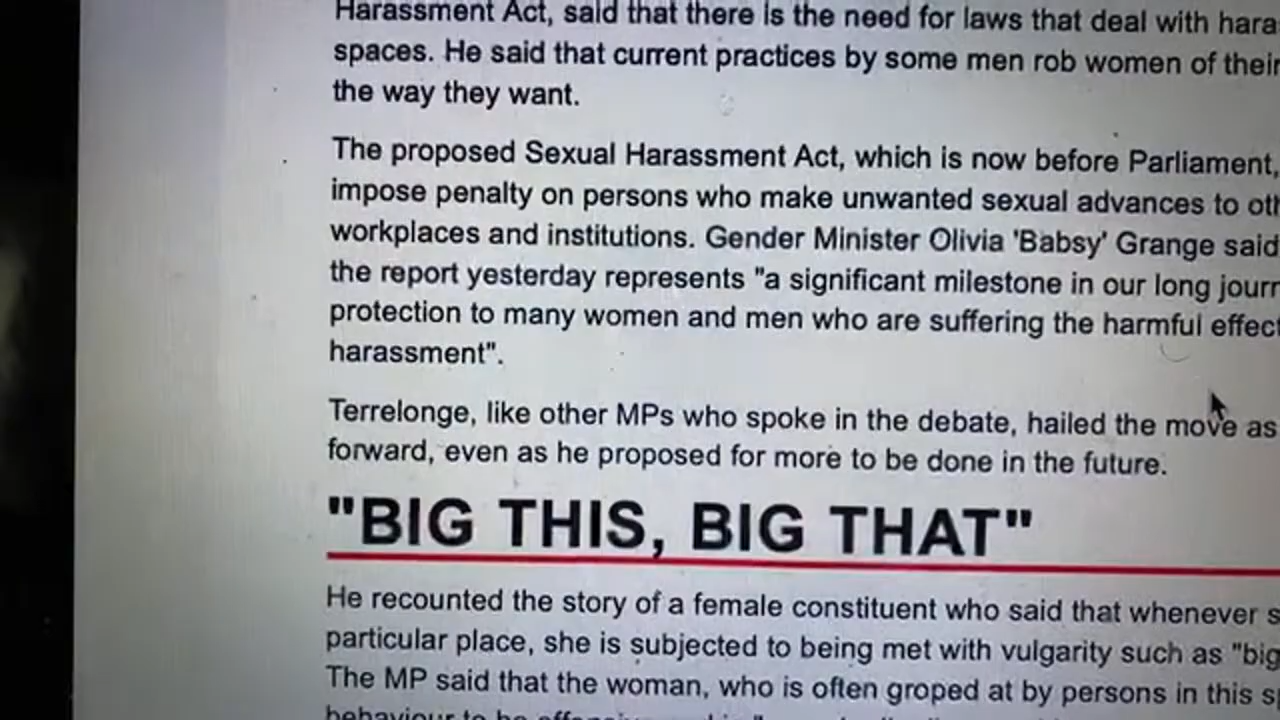 Harassment Act, said that there is the need for laws that deal with hara
spaces. He said that current practices by some men rob women of their
the way they want.
The proposed Sexual Harassment Act, which is now before Parliament,
impose penalty on persons who make unwanted sexual advances to oth
workplaces and institutions. Gender Minister Olivia 'Babsy' Grange said
the report yesterday represents "a significant milestone in our long journ
protection to many women and men who are suffering the harmful effect
harassment".
Terrelonge, like other MPs who spoke in the debate, hailed the move as
forward, even as he proposed for more to be done in the future.
"BIG THIS, BIG THAT"
He recounted the story of a female constituent who said that whenever s
particular place, she is subjected to being met with vulgarity such as "big
The MP said that the woman, who is often groped at by persons in this s
behaviour to be